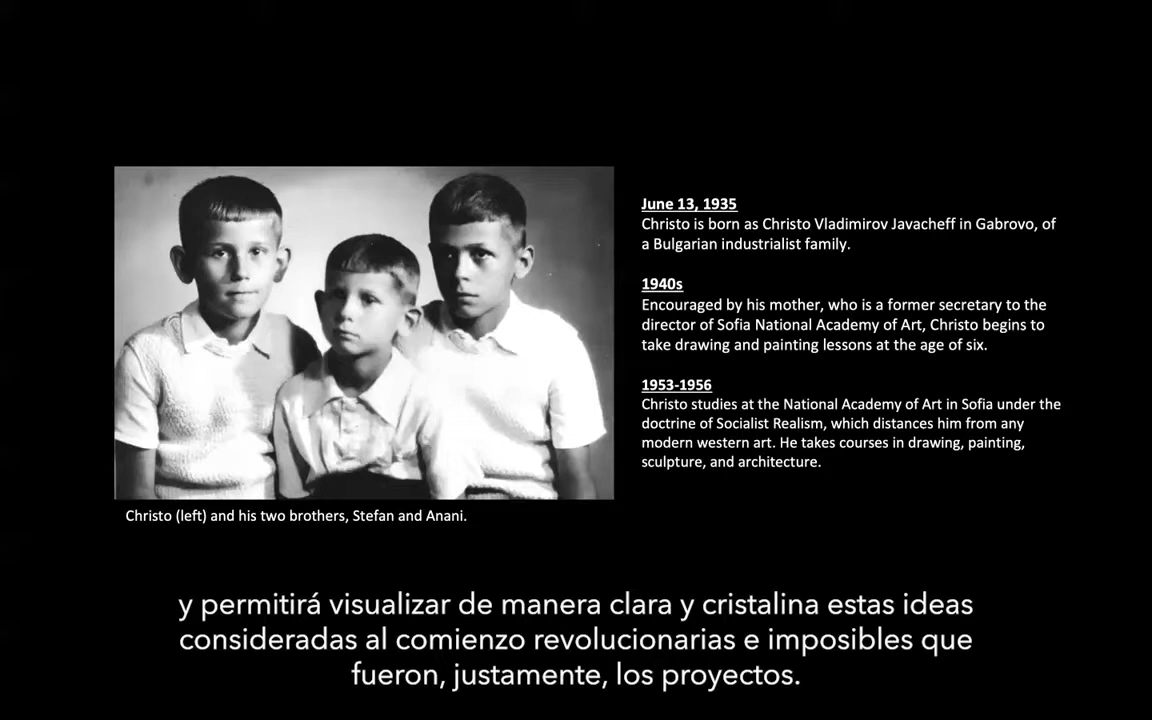 June 13, 1935
Christo is born as Christo Vladimirov Javacheff in Gabrovo, of
a Bulgarian industrialist family.
1940s
Encouraged by his mother, who is a former secretary to the
director of Sofia National Academy of Art, Christo begins to
take drawing and painting lessons at the age of six.
1953-1956
Christo studies at the National Academy of Art in Sofia under the
doctrine of Socialist Realism, which distances him from any
modern western art. He takes courses in drawing, painting,
sculpture, and architecture.
Christo (left) and his two brothers, Stefan and Anani.
y permitirá visualizar de manera clara y cristalina estas ideas
consideradas al comienzo revolucionarias e imposibles que
fueron, justamente, los proyectos.